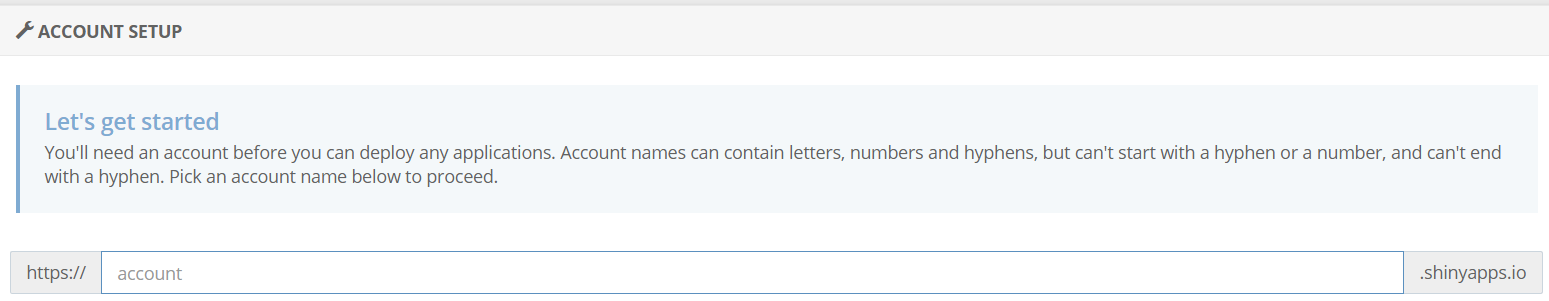 ACCOUNT SETUP
Let's get started
You'll need an account before you can deploy any applications. Account names can contain letters, numbers and hyphens, but can't start with a hyphen or a number, and can't end
with a hyphen. Pick an account name below to proceed.
https:// account .shinyapps.io